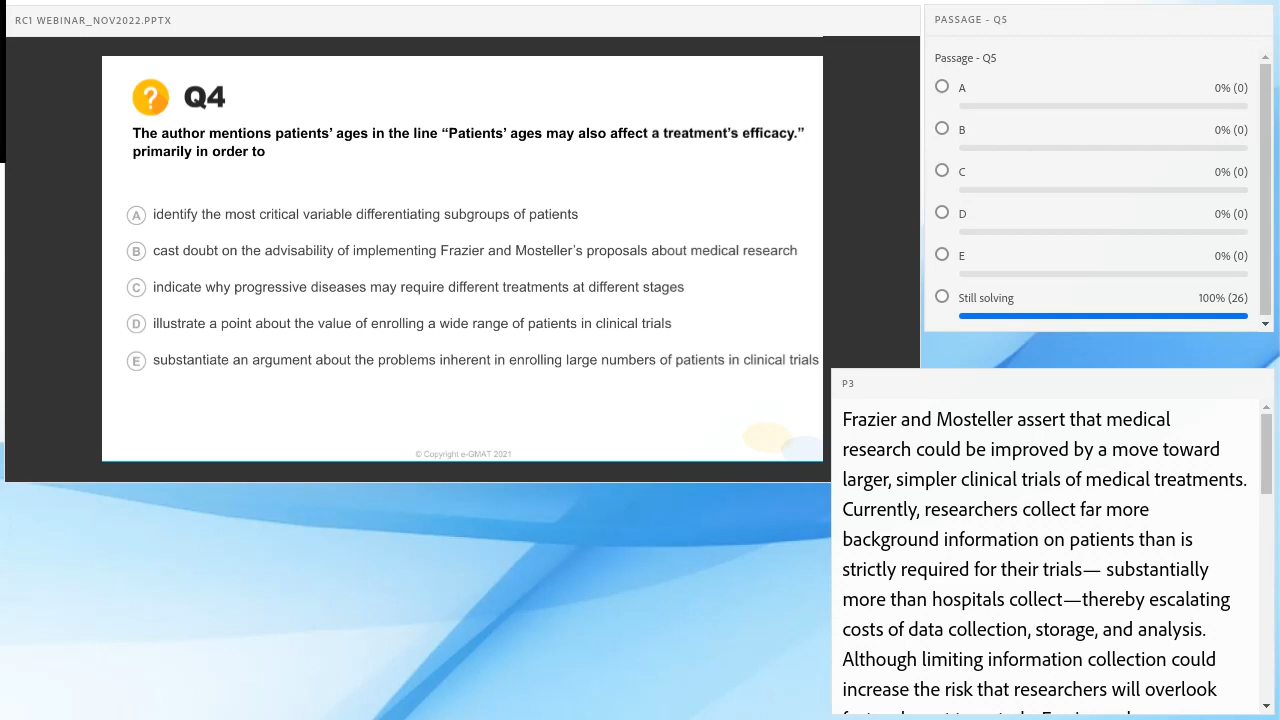 RC1 WEBINAR_NOV2022.PPTX
Q4
The author mentions patients’ ages in the line “Patients’ ages may also affect a treatment’s efficacy.”
primarily in order to
A identify the most critical variable differentiating subgroups of patients
B cast doubt on the advisability of implementing Frazier and Mosteller’s proposals about medical research
C indicate why progressive diseases may require different treatments at different stages
D illustrate a point about the value of enrolling a wide range of patients in clinical trials
E substantiate an argument about the problems inherent in enrolling large numbers of patients in clinical trials
© Copyright e-GMAT 2021
PASSAGE - Q5
Passage - Q5
A 0% (0)
B 0% (0)
C 0% (0)
D 0% (0)
E 0% (0)
Still solving 100% (26)
P3
Frazier and Mosteller assert that medical
research could be improved by a move toward
larger, simpler clinical trials of medical treatments.
Currently, researchers collect far more
background information on patients than is
strictly required for their trials— substantially
more than hospitals collect—thereby escalating
costs of data collection, storage, and analysis.
Although limiting information collection could
increase the risk that researchers will overlook